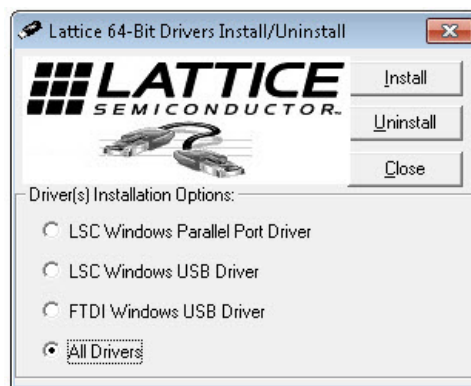 Lattice 64-Bit Drivers Install/Uninstall
LATTICE
SEMICONDUCTOR™
Install
Uninstall
Close
Driver(s) Installation Options:
LSC Windows Parallel Port Driver
LSC Windows USB Driver
FTDI Windows USB Driver
All Drivers